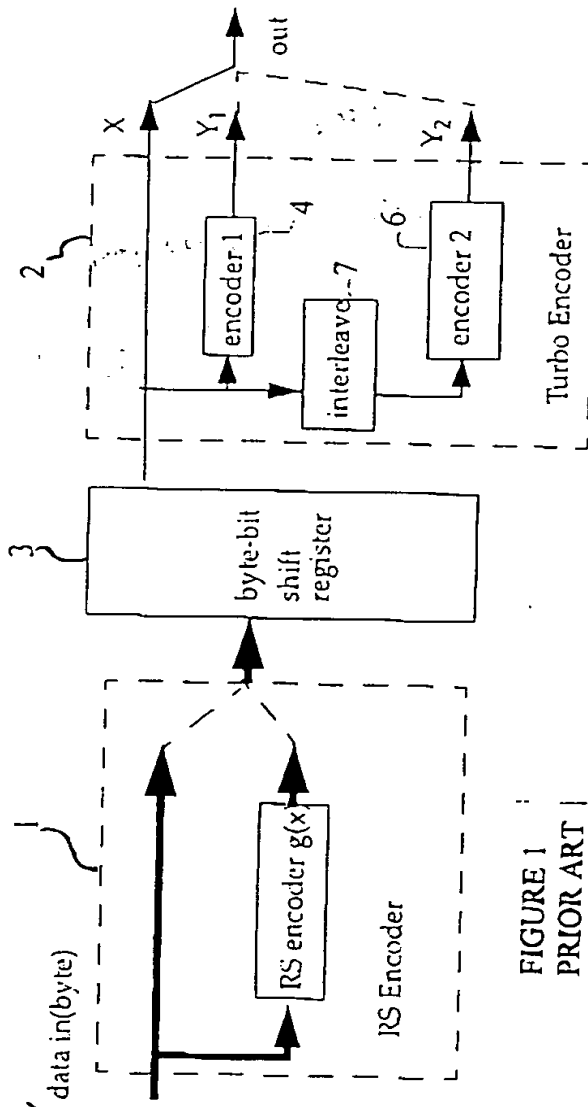 1
data in(byte)
RS encoder g(x)
RS Encoder
3
byte-bit
shift
register
2
X
Y1
Y2
out
encoder 1
4
interleave
7
encoder 2
6
Turbo Encoder
FIGURE 1
PRIOR ART